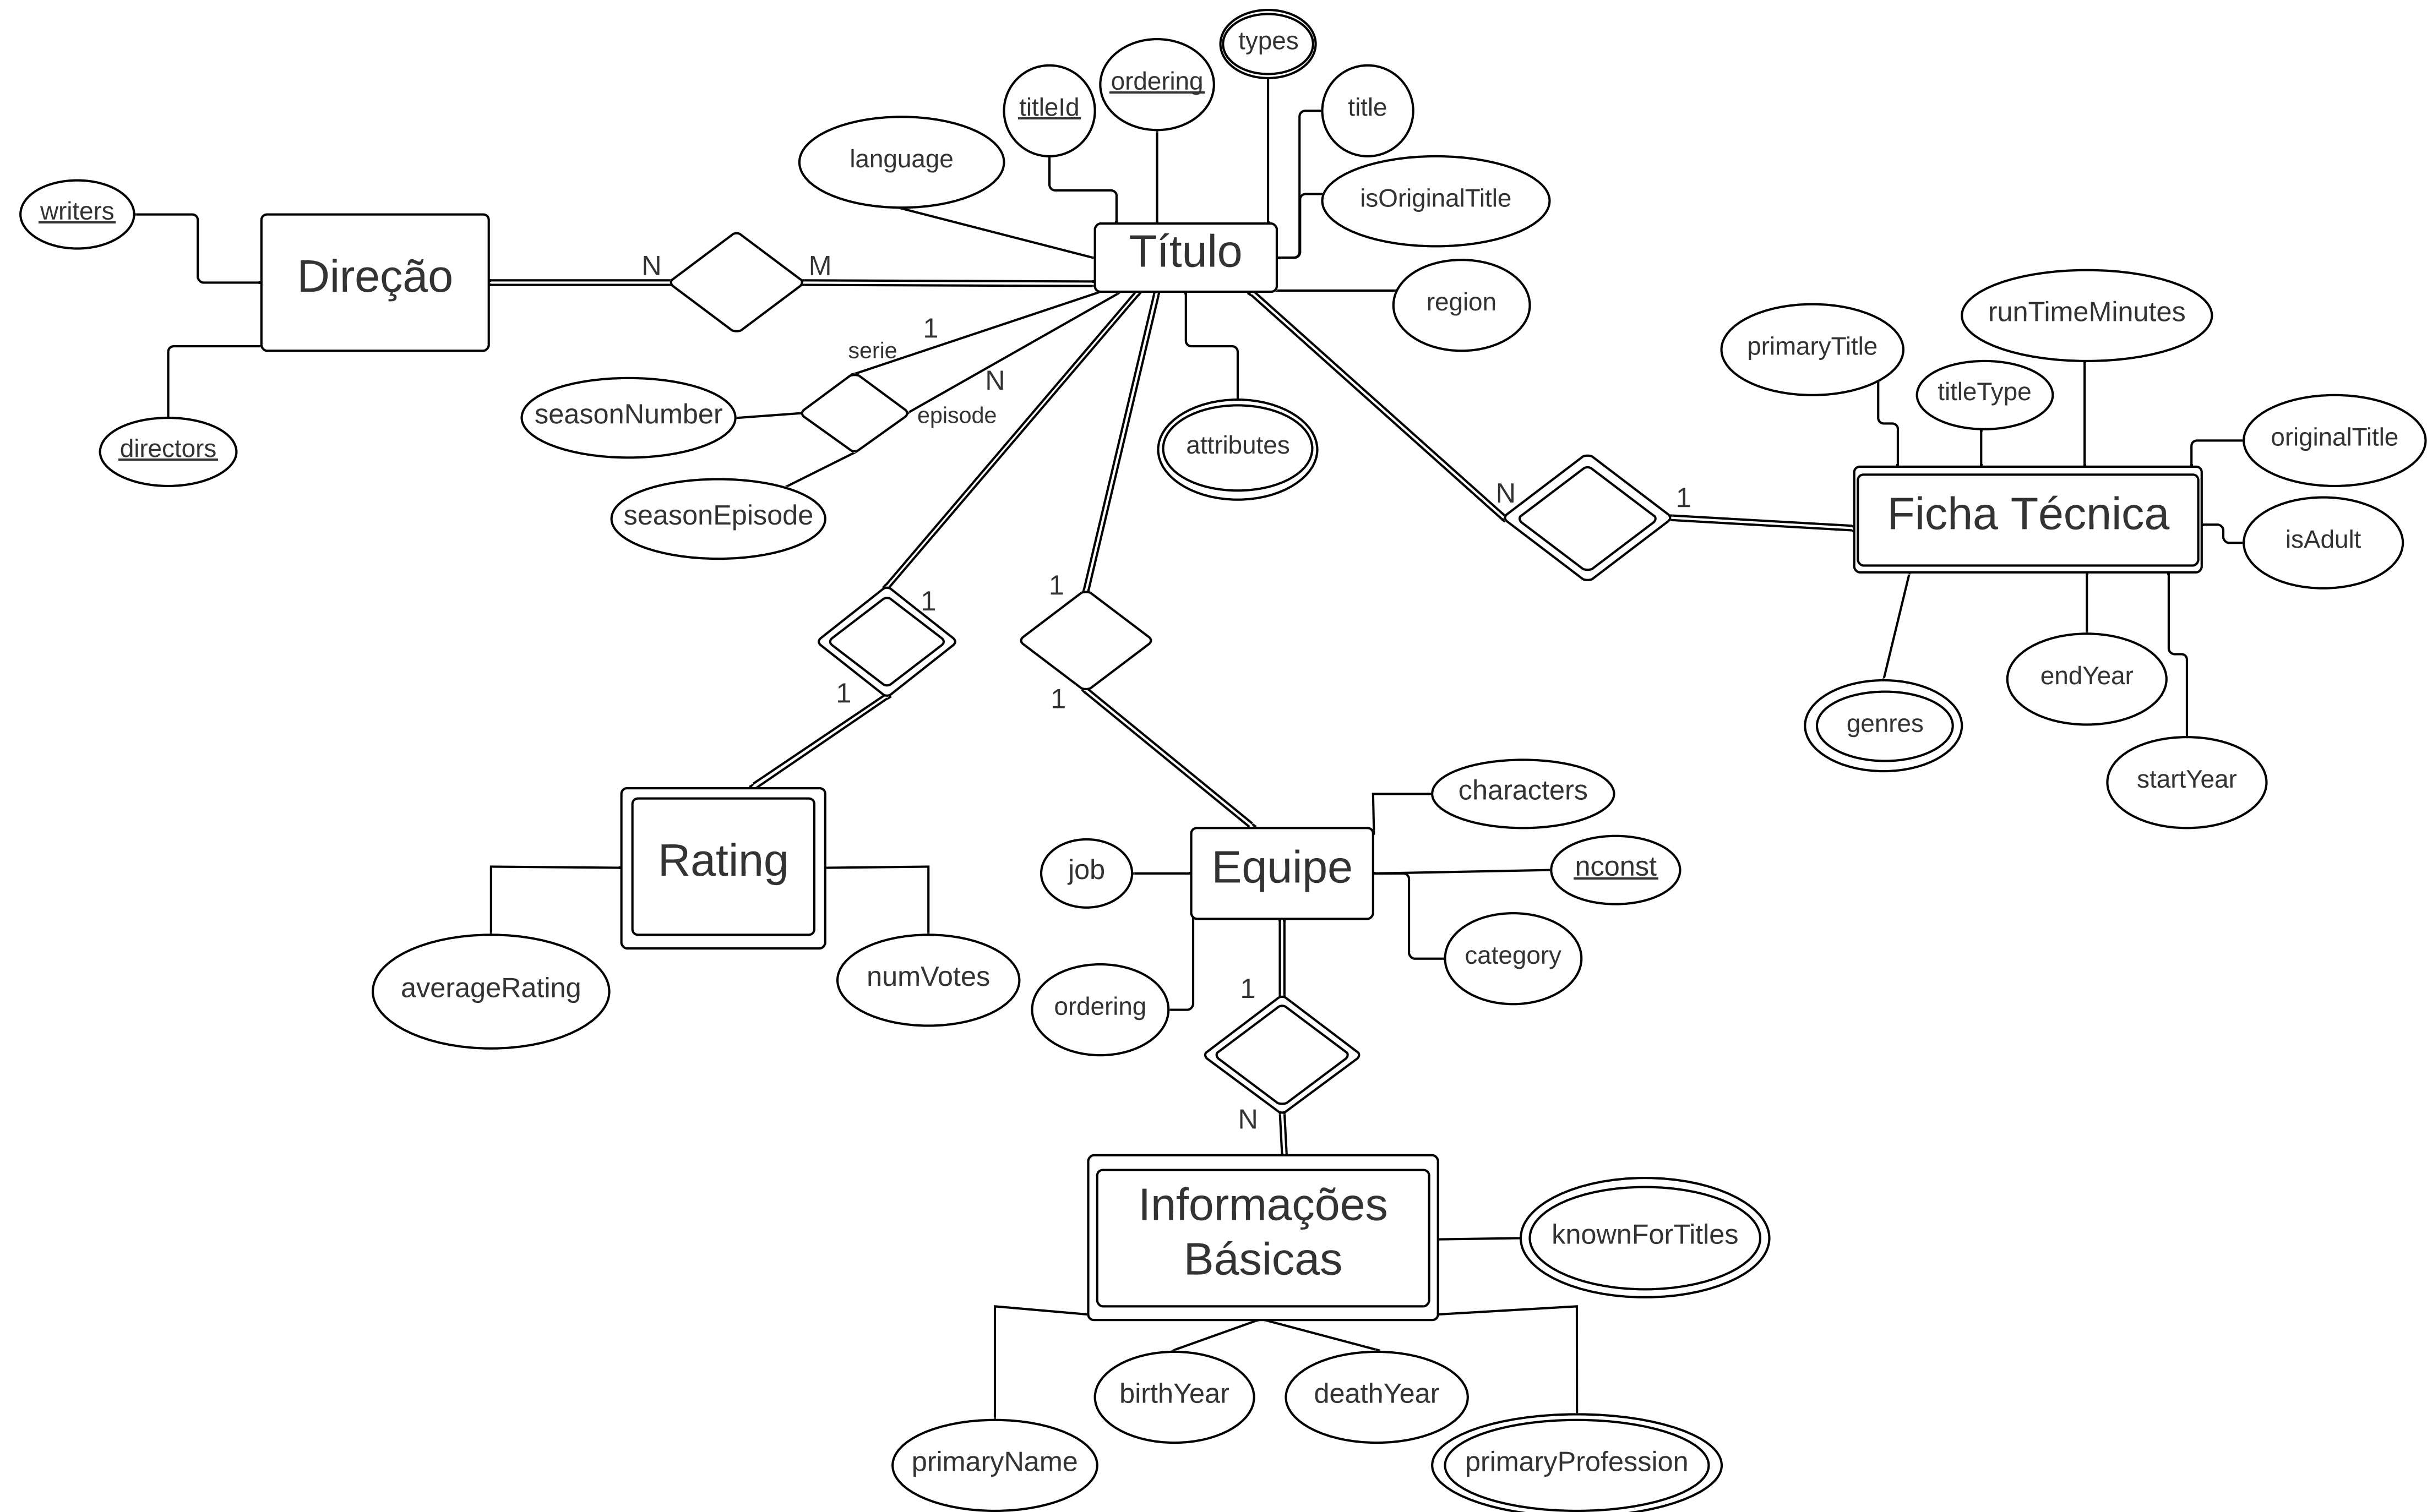 types
ordering
titleId
title
language
isOriginalTitle
writers
Título
Direção
N
M
region
runTimeMinutes
primaryTitle
1
serie
N
titleType
episode
seasonNumber
directors
attributes
originalTitle
seasonEpisode
N
1
Ficha Técnica
isAdult
1
1
1
1
endYear
genres
startYear
characters
Rating
job
Equipe
nconst
averageRating
numVotes
category
1
ordering
N
Informações
Básicas
knownForTitles
birthYear
deathYear
primaryName
primaryProfession